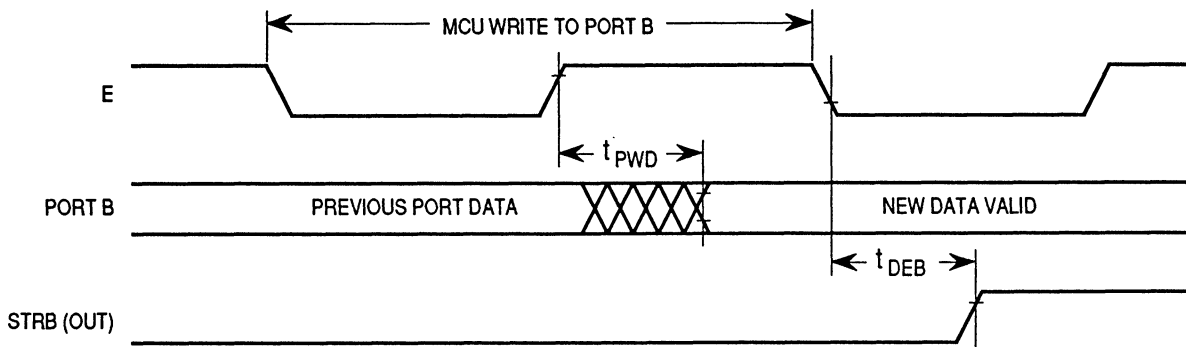 MCU WRITE TO PORT B
E
t PWD
PORT B
PREVIOUS PORT DATA
NEW DATA VALID
t DEB
STRB (OUT)